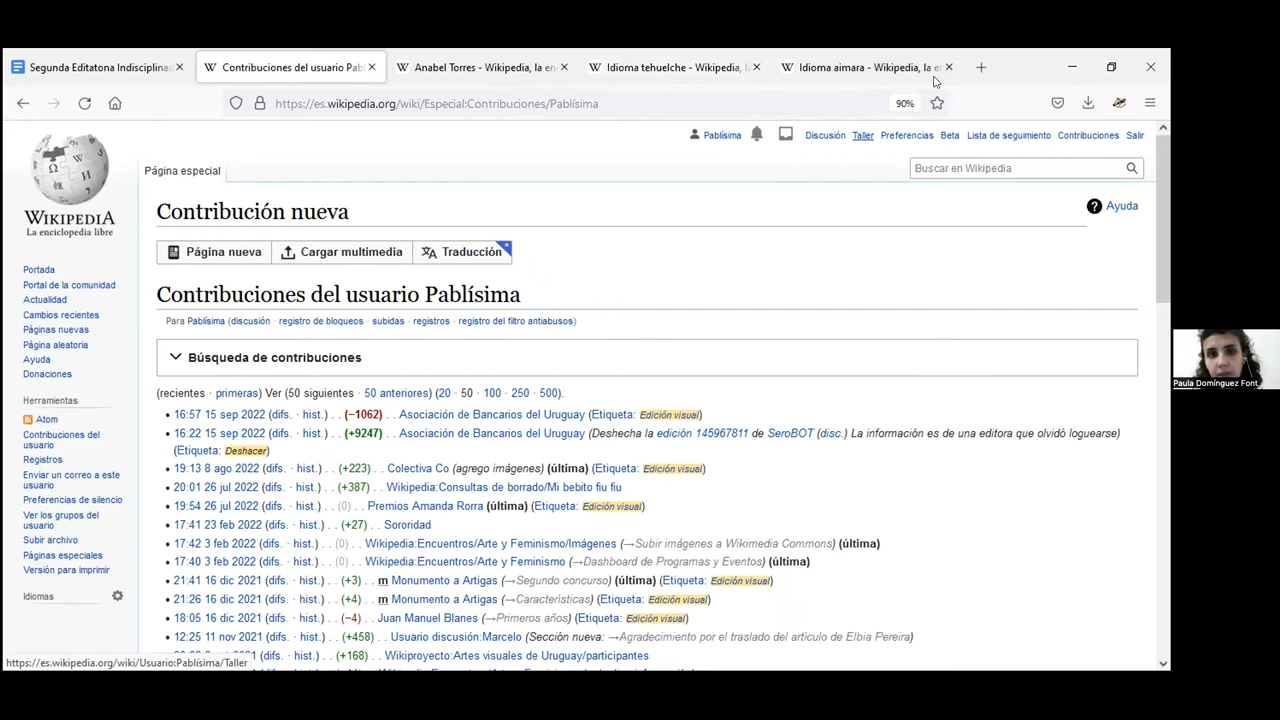 Segunda Editatona Indisciplinad
Contribuciones del usuario Pabl
Anabel Torres - Wikipedia, la en
Idioma tehuelche - Wikipedia, l
Idioma aimara - Wikipedia, la e
https://es.wikipedia.org/wiki/Especial:Contribuciones/Pablísima
90%
Pablísima Discusión Taller Preferencias Beta Lista de seguimiento Contribuciones Salir
WIKIPEDIA
La enciclopedia libre
Página especial
Buscar en Wikipedia
Contribución nueva
Ayuda
Página nueva
Cargar multimedia
Traducción
Contribuciones del usuario Pablísima
Para Pablísima (discusión · registro de bloqueos · subidas · registros · registro del filtro antiabusos)
Búsqueda de contribuciones
(recientes · primeras) Ver (50 siguientes · 50 anteriores) (20 · 50 · 100 · 250 · 500).
• 16:57 15 sep 2022 (difs. · hist.) . . (−1062) . . Asociación de Bancarios del Uruguay (Etiqueta: Edición visual)
• 16:22 15 sep 2022 (difs. · hist.) . . (+9247) . . Asociación de Bancarios del Uruguay (Deshecha la edición 145967811 de SeroBOT (disc.) La información es de una editora que olvidó loguearse)
(Etiqueta: Deshacer)
• 19:13 8 ago 2022 (difs. · hist.) . . (+223) . . Colectiva Co (agrego imágenes) (última) (Etiqueta: Edición visual)
• 20:01 26 jul 2022 (difs. · hist.) . . (+387) . . Wikipedia:Consultas de borrado/Mi bebito fiu fiu
• 19:54 26 jul 2022 (difs. · hist.) . . (0) . . Premios Amanda Rorra (última) (Etiqueta: Edición visual)
• 17:41 23 feb 2022 (difs. · hist.) . . (+27) . . Sororidad
• 17:42 3 feb 2022 (difs. · hist.) . . (0) . . Wikipedia:Encuentros/Arte y Feminismo/Imágenes (→Subir imágenes a Wikimedia Commons) (última)
• 17:40 3 feb 2022 (difs. · hist.) . . (0) . . Wikipedia:Encuentros/Arte y Feminismo (→Dashboard de Programas y Eventos) (última)
• 21:41 16 dic 2021 (difs. · hist.) . . (+3) . . m Monumento a Artigas (→Segundo concurso) (última) (Etiqueta: Edición visual)
• 21:26 16 dic 2021 (difs. · hist.) . . (+4) . . m Monumento a Artigas (→Características) (Etiqueta: Edición visual)
• 18:05 16 dic 2021 (difs. · hist.) . . (−4) . . Juan Manuel Blanes (→Primeros años) (Etiqueta: Edición visual)
• 12:25 11 nov 2021 (difs. · hist.) . . (+458) . . Usuario discusión:Marcelo (Sección nueva: →Agradecimiento por el traslado del artículo de Elbia Pereira)
(difs. · hist.) . . (+168) . . Wikiproyecto:Artes visuales de Uruguay/participantes
Portada
Portal de la comunidad
Actualidad
Cambios recientes
Páginas nuevas
Página aleatoria
Ayuda
Donaciones
Herramientas
Atom
Contribuciones del
usuario
Registros
Enviar un correo a este
usuario
Preferencias de silencio
Ver los grupos del
usuario
Subir archivo
Páginas especiales
Versión para imprimir
Idiomas
https://es.wikipedia.org/wiki/Usuario:Pablísima/Taller
Paula Domínguez Font